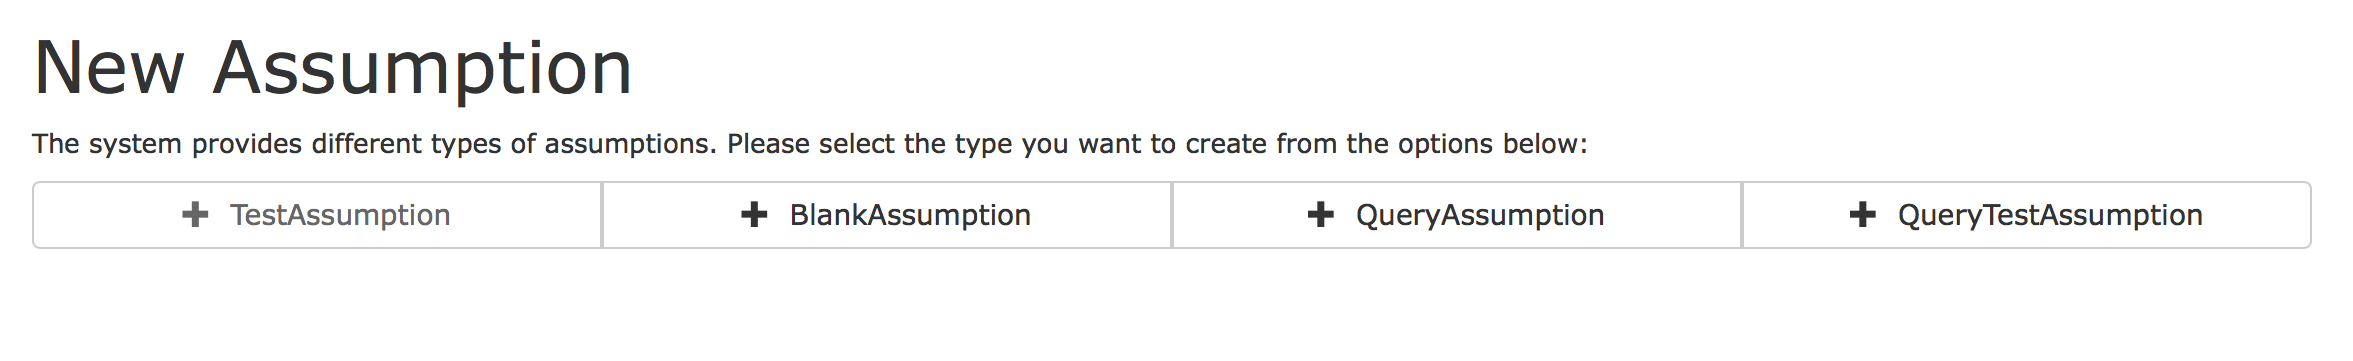 New Assumption
The system provides different types of assumptions. Please select the type you want to create from the options below:
TestAssumption BlankAssumption QueryAssumption QueryTestAssumption